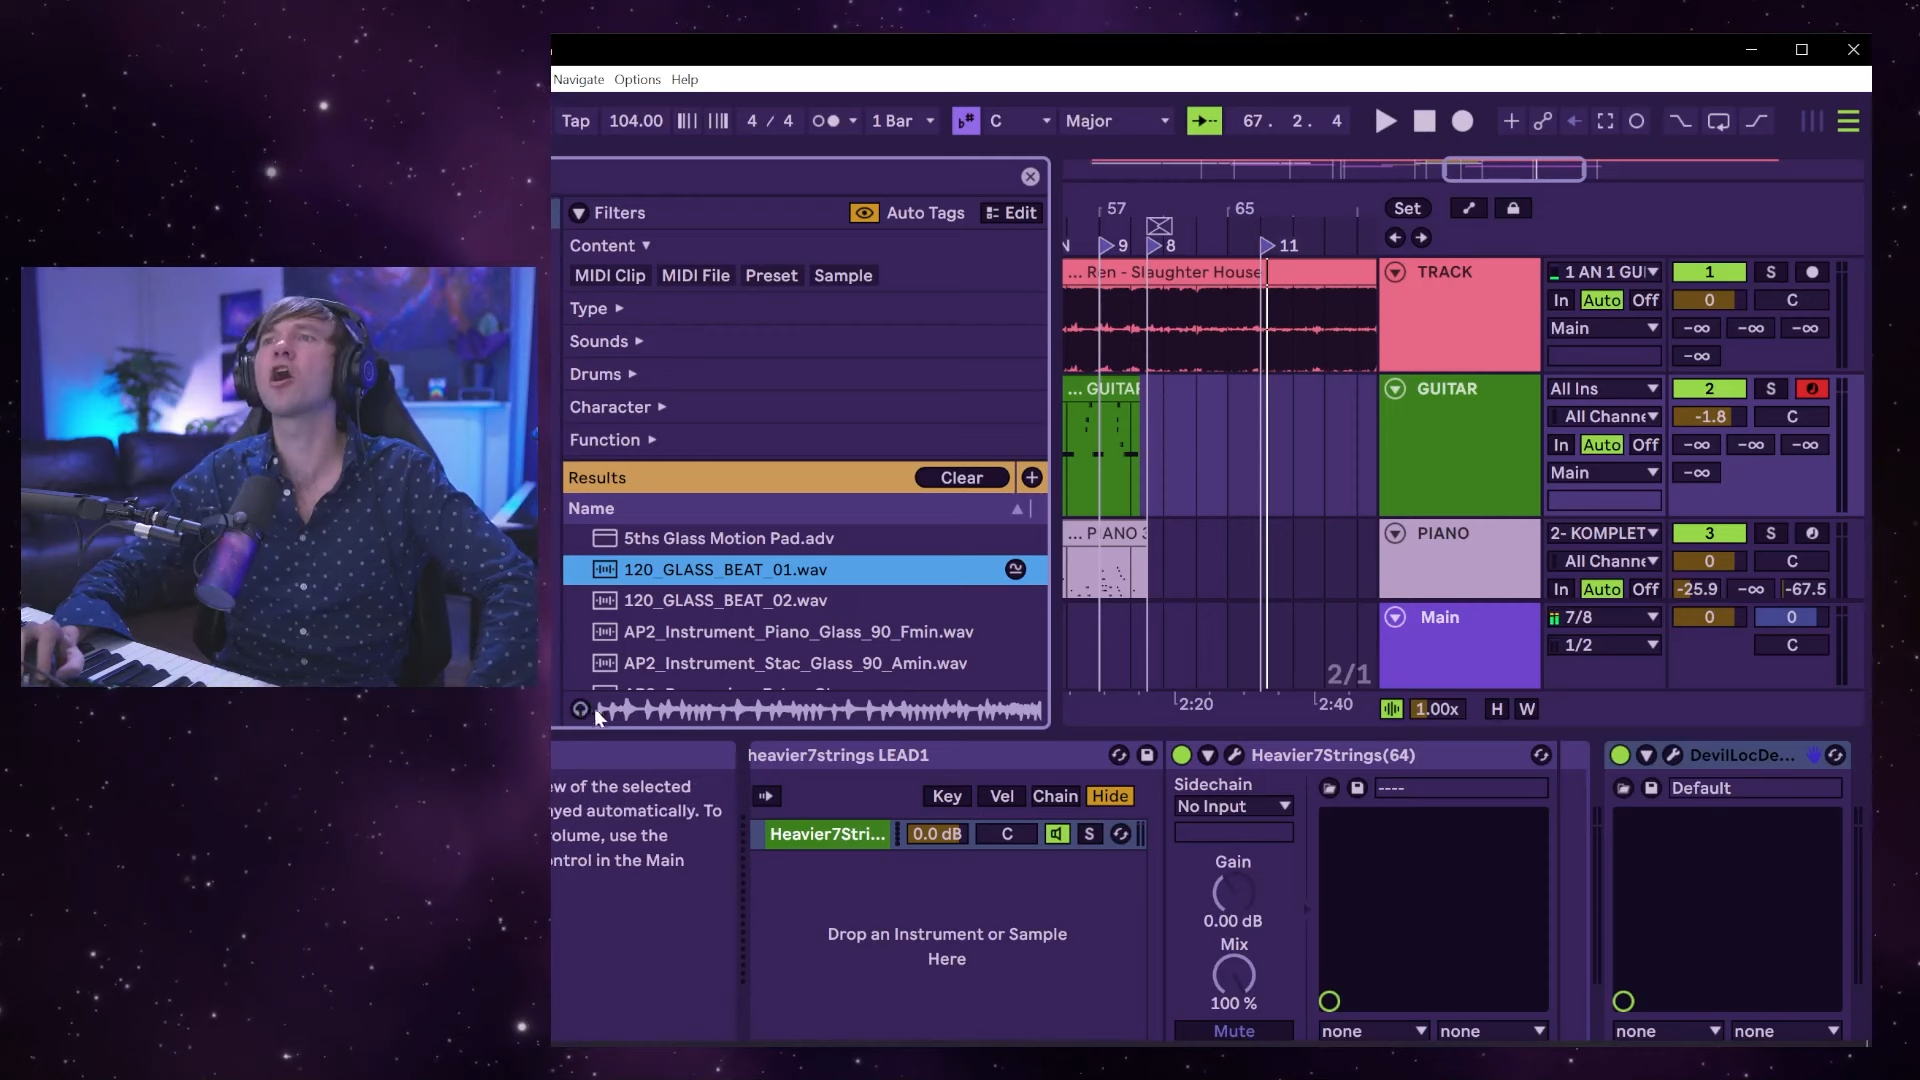 Navigate Options Help
Tap 104.00 4 / 4 1 Bar C Major 67. 2. 4
Filters Auto Tags Edit
Content
MIDI Clip MIDI File Preset Sample
Type
Sounds
Drums
Character
Function
Results Clear
Name
5ths Glass Motion Pad.adv
120_GLASS_BEAT_01.wav
120_GLASS_BEAT_02.wav
AP2_Instrument_Piano_Glass_90_Fmin.wav
AP2_Instrument_Stac_Glass_90_Amin.wav
57 65 Set
9 8 11
... Ren - Slaughter House
TRACK 1 AN 1 GUI 1 S
In Auto Off 0 C
Main -∞ -∞ -∞
-∞
... GUITAR
GUITAR All Ins 2 S
All Channe -1.8 C
In Auto Off -∞ -∞ -∞
Main -∞
PIANO 2- KOMPLET 3 S
All Channe 0 C
In Auto Off -25.9 -∞ -67.5
Main 7/8 0 0
1/2 C
2/1
2:20 2:40 1.00x H W
ew of the selected
yed automatically. To
olume, use the
ntrol in the Main
heavier7strings LEAD1
Key Vel Chain Hide
Heavier7Stri... 0.0 dB C S
Drop an Instrument or Sample
Here
Heavier7Strings(64)
Sidechain
No Input
----
Gain
0.00 dB
Mix
100 %
Mute
none none
DevilLocDe...
Default
none none